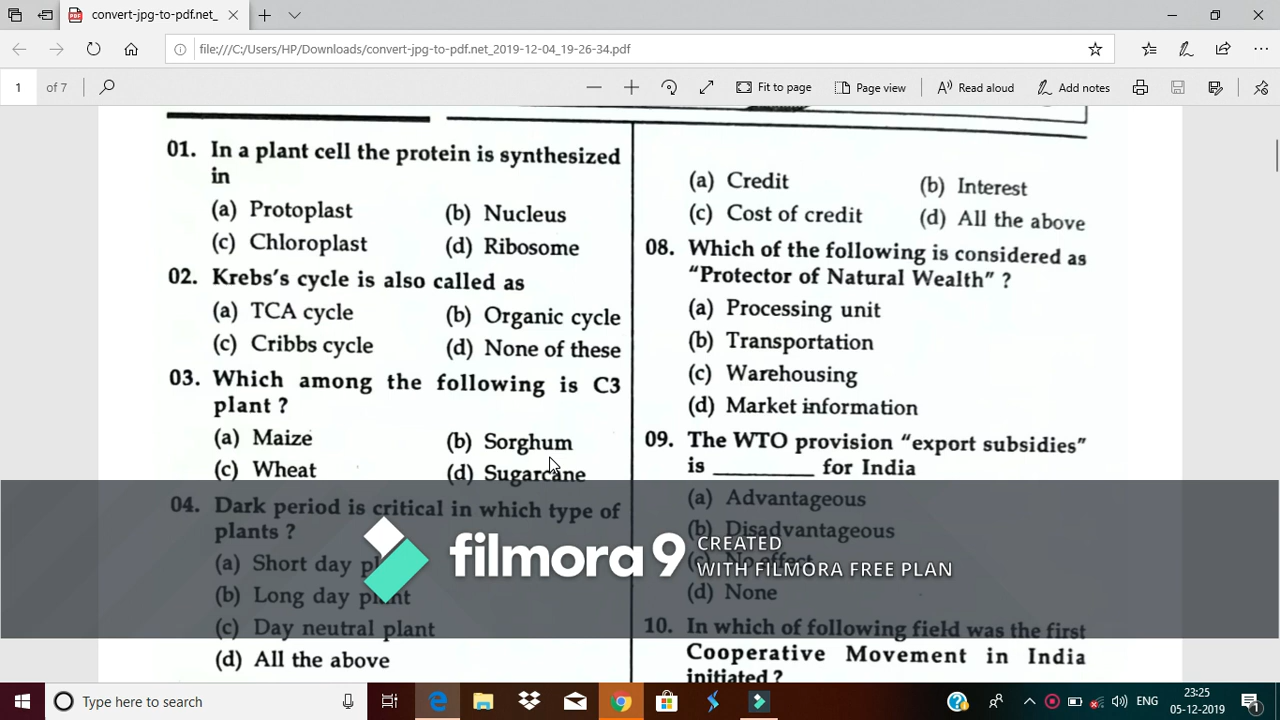 convert-jpg-to-pdf.net_
file:///C:/Users/HP/Downloads/convert-jpg-to-pdf.net_2019-12-04_19-26-34.pdf
1 of 7
Fit to page
Page view
Read aloud
Add notes
01. In a plant cell the protein is synthesized
in
(a) Protoplast (b) Nucleus
(c) Chloroplast (d) Ribosome
02. Krebs's cycle is also called as
(a) TCA cycle (b) Organic cycle
(c) Cribbs cycle (d) None of these
03. Which among the following is C3
plant ?
(a) Maize (b) Sorghum
(c) Wheat (d) Sugarcane
04. Dark period is critical in which type of
plants ?
(a) Short day
(b) Long day plant
(c) Day neutral plant
(d) All the above
(a) Credit (b) Interest
(c) Cost of credit (d) All the above
08. Which of the following is considered as
"Protector of Natural Wealth" ?
(a) Processing unit
(b) Transportation
(c) Warehousing
(d) Market information
09. The WTO provision "export subsidies"
is ________ for India
(a) Advantageous
(b) Disadvantageous
(c) No effect
(d) None
10. In which of following field was the first
Cooperative Movement in India
initiated ?
filmora 9
CREATED
WITH FILMORA FREE PLAN
Type here to search
ENG
23:25
05-12-2019
1